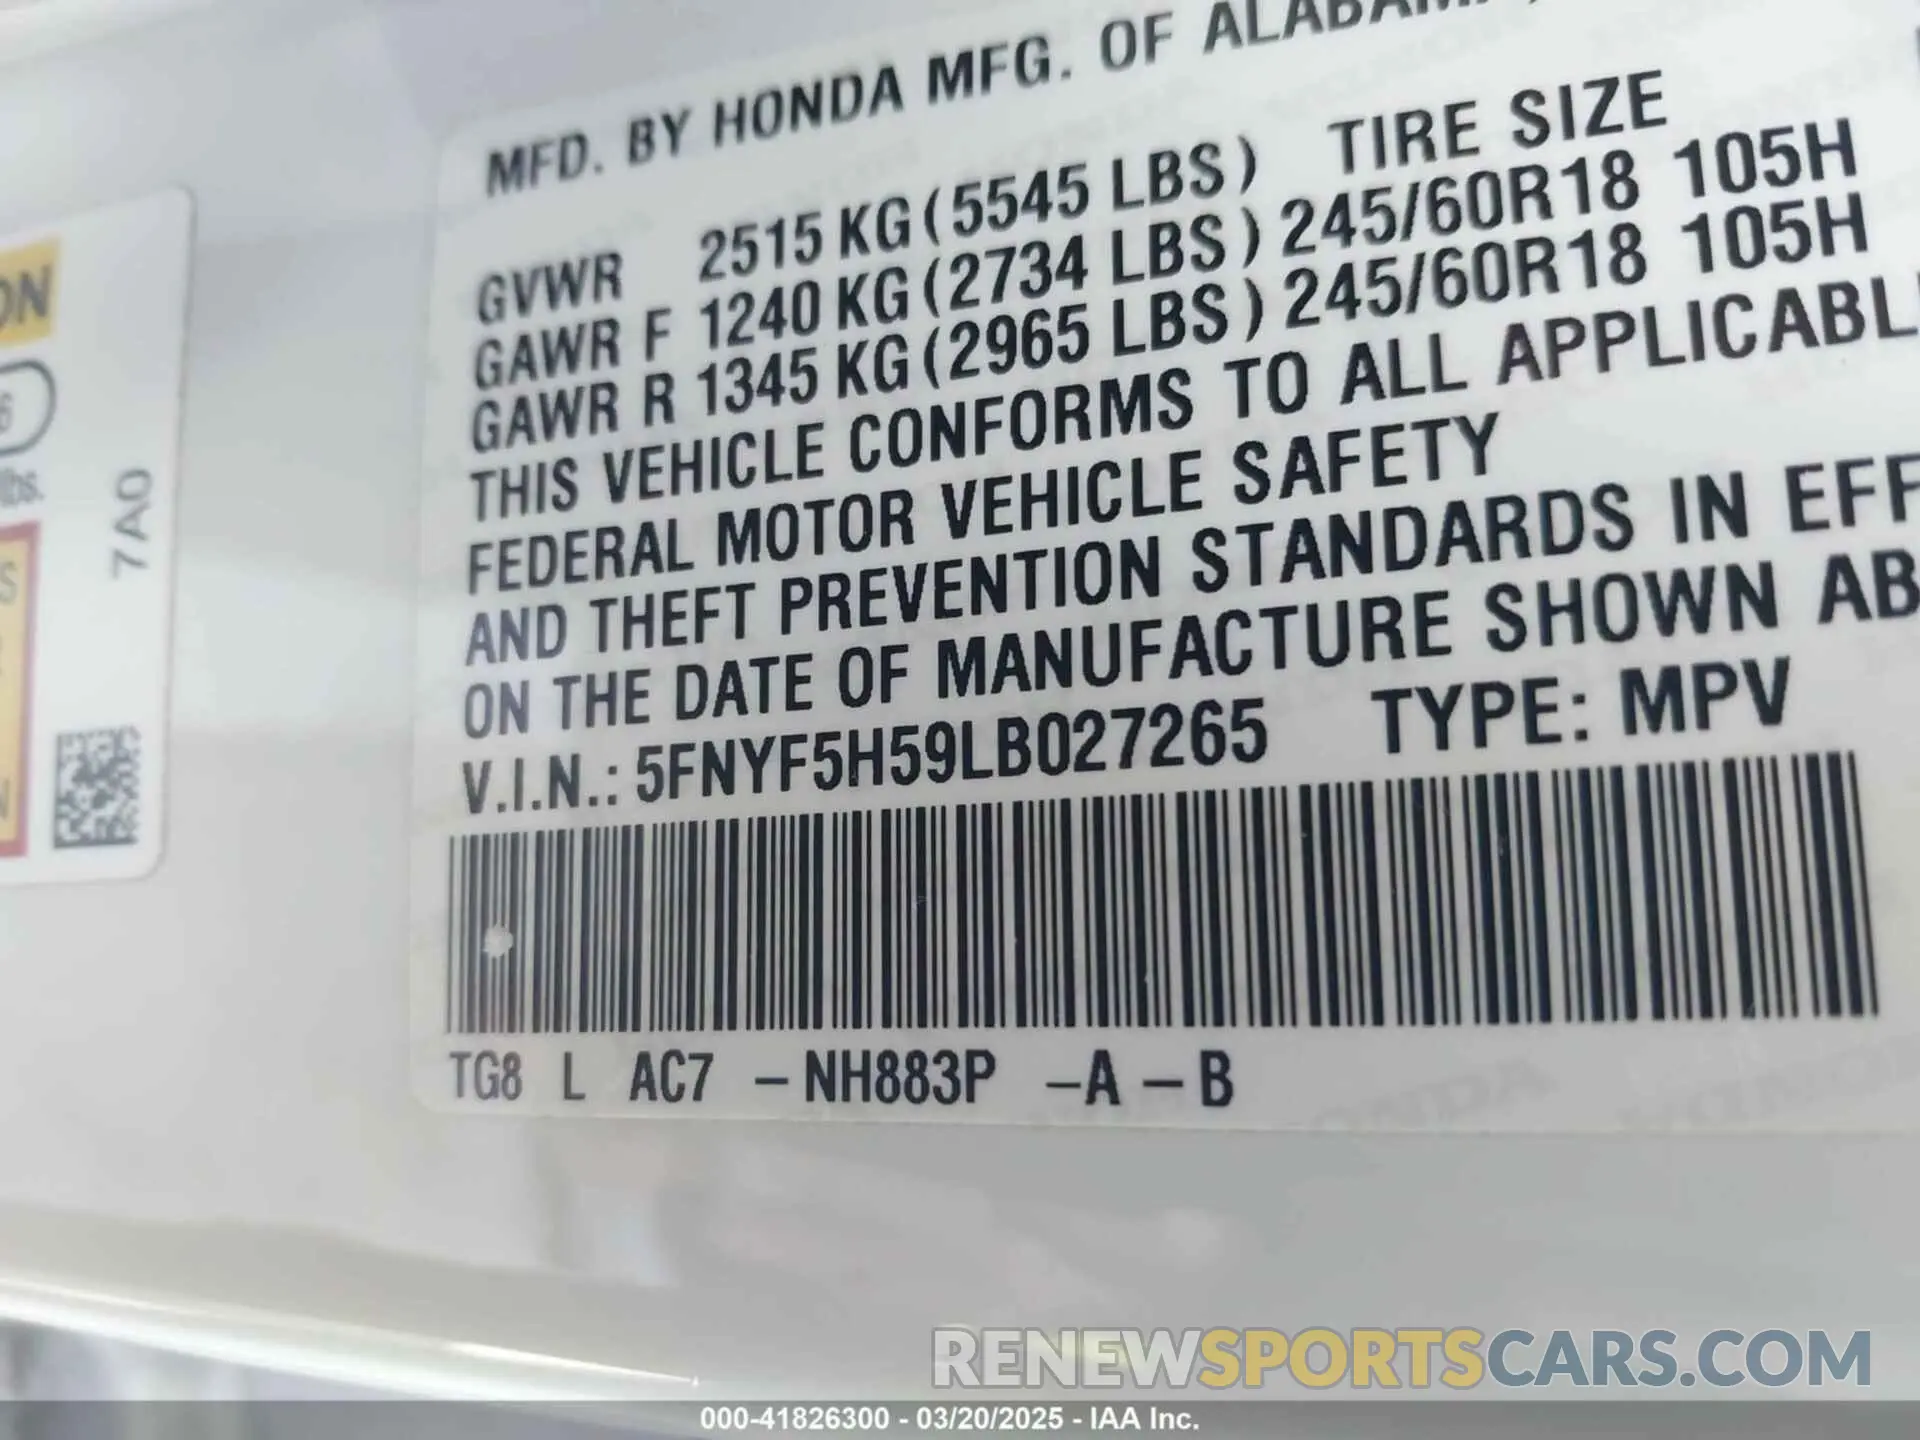 MFD. BY HONDA MFG. OF
GVWR 2515 KG (5545 LBS) TIRE SIZE
GAWR F 1240 KG (2734 LBS) 245/60R18 105H
GAWR R 1345 KG (2965 LBS) 245/60R18 105H
THIS VEHICLE CONFORMS TO ALL APPLICABL
FEDERAL MOTOR VEHICLE SAFETY
AND THEFT PREVENTION STANDARDS IN EFF
ON THE DATE OF MANUFACTURE SHOWN AB
V.I.N.: 5FNYF5H59LB027265 TYPE: MPV
TG8 L AC7 – NH883P –A – B
ON
6
lbs.
7A0
S
N
RENEWSPORTSCARS.COM
000-41826300 - 03/20/2025 - IAA Inc.